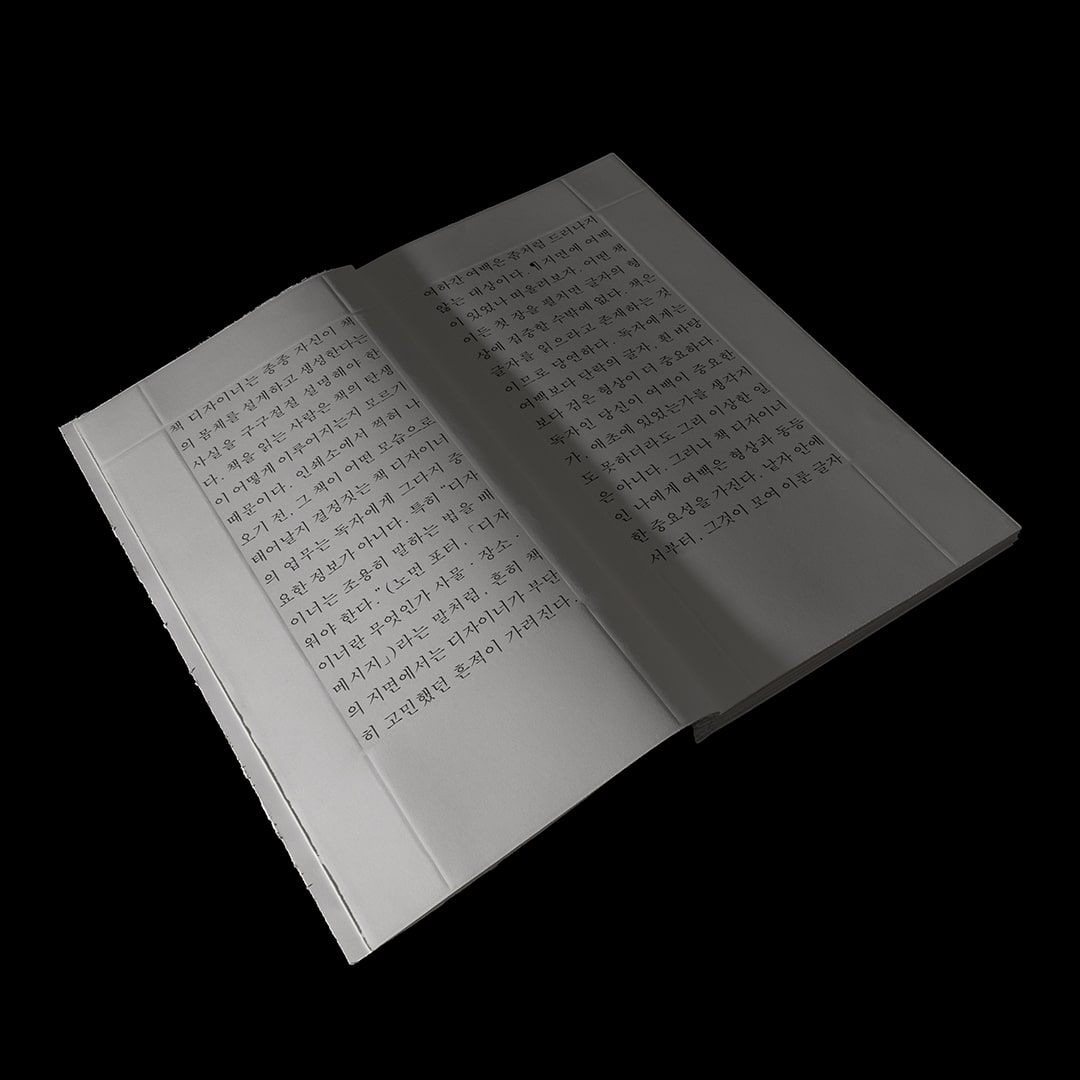 책 디자이너는 종종 자신이 책
의 몸체를 설계하고 생성한다는
사실을 구구절절 설명해야 한
다. 책을 읽는 사람은 책의 탄생
이 어떻게 이루어지는지 모르기
때문이다. 인쇄소에서 찍혀 나
오기 전, 그 책이 어떤 모습으로
태어날지 결정짓는 책 디자이너
의 업무는 독자에게 그다지 중
요한 정보가 아니다. 특히 “디자
이너는 조용히 말하는 법을 배
워야 한다.” (노먼 포터, 『디자
이너란 무엇인가 사물·장소·
메시지』)라는 말처럼, 흔히 책
의 지면에서는 디자이너가 부단
히 고민했던 흔적이 가려진다.
여하간 여백은 좀처럼 드러나지
않는 대상이다. ¶지면에 여백
이 있었나 떠올려보자. 어떤 책
이든 첫 장을 펼치면 글자의 형
상에 집중할 수밖에 없다. 책은
글자를 읽으라고 존재하는 것
이므로 당연하다. 독자에게는
여백보다 단락의 글자, 흰 바탕
보다 검은 형상이 더 중요하다.
독자인 당신이 여백이 중요한
가, 애초에 있었는가를 생각지
도 못하더라도 그리 이상한 일
은 아니다. 그러나 책 디자이너
인 나에게 여백은 형상과 동등
한 중요성을 가진다. 낱자 안에
서부터, 그것이 모여 이룬 글자